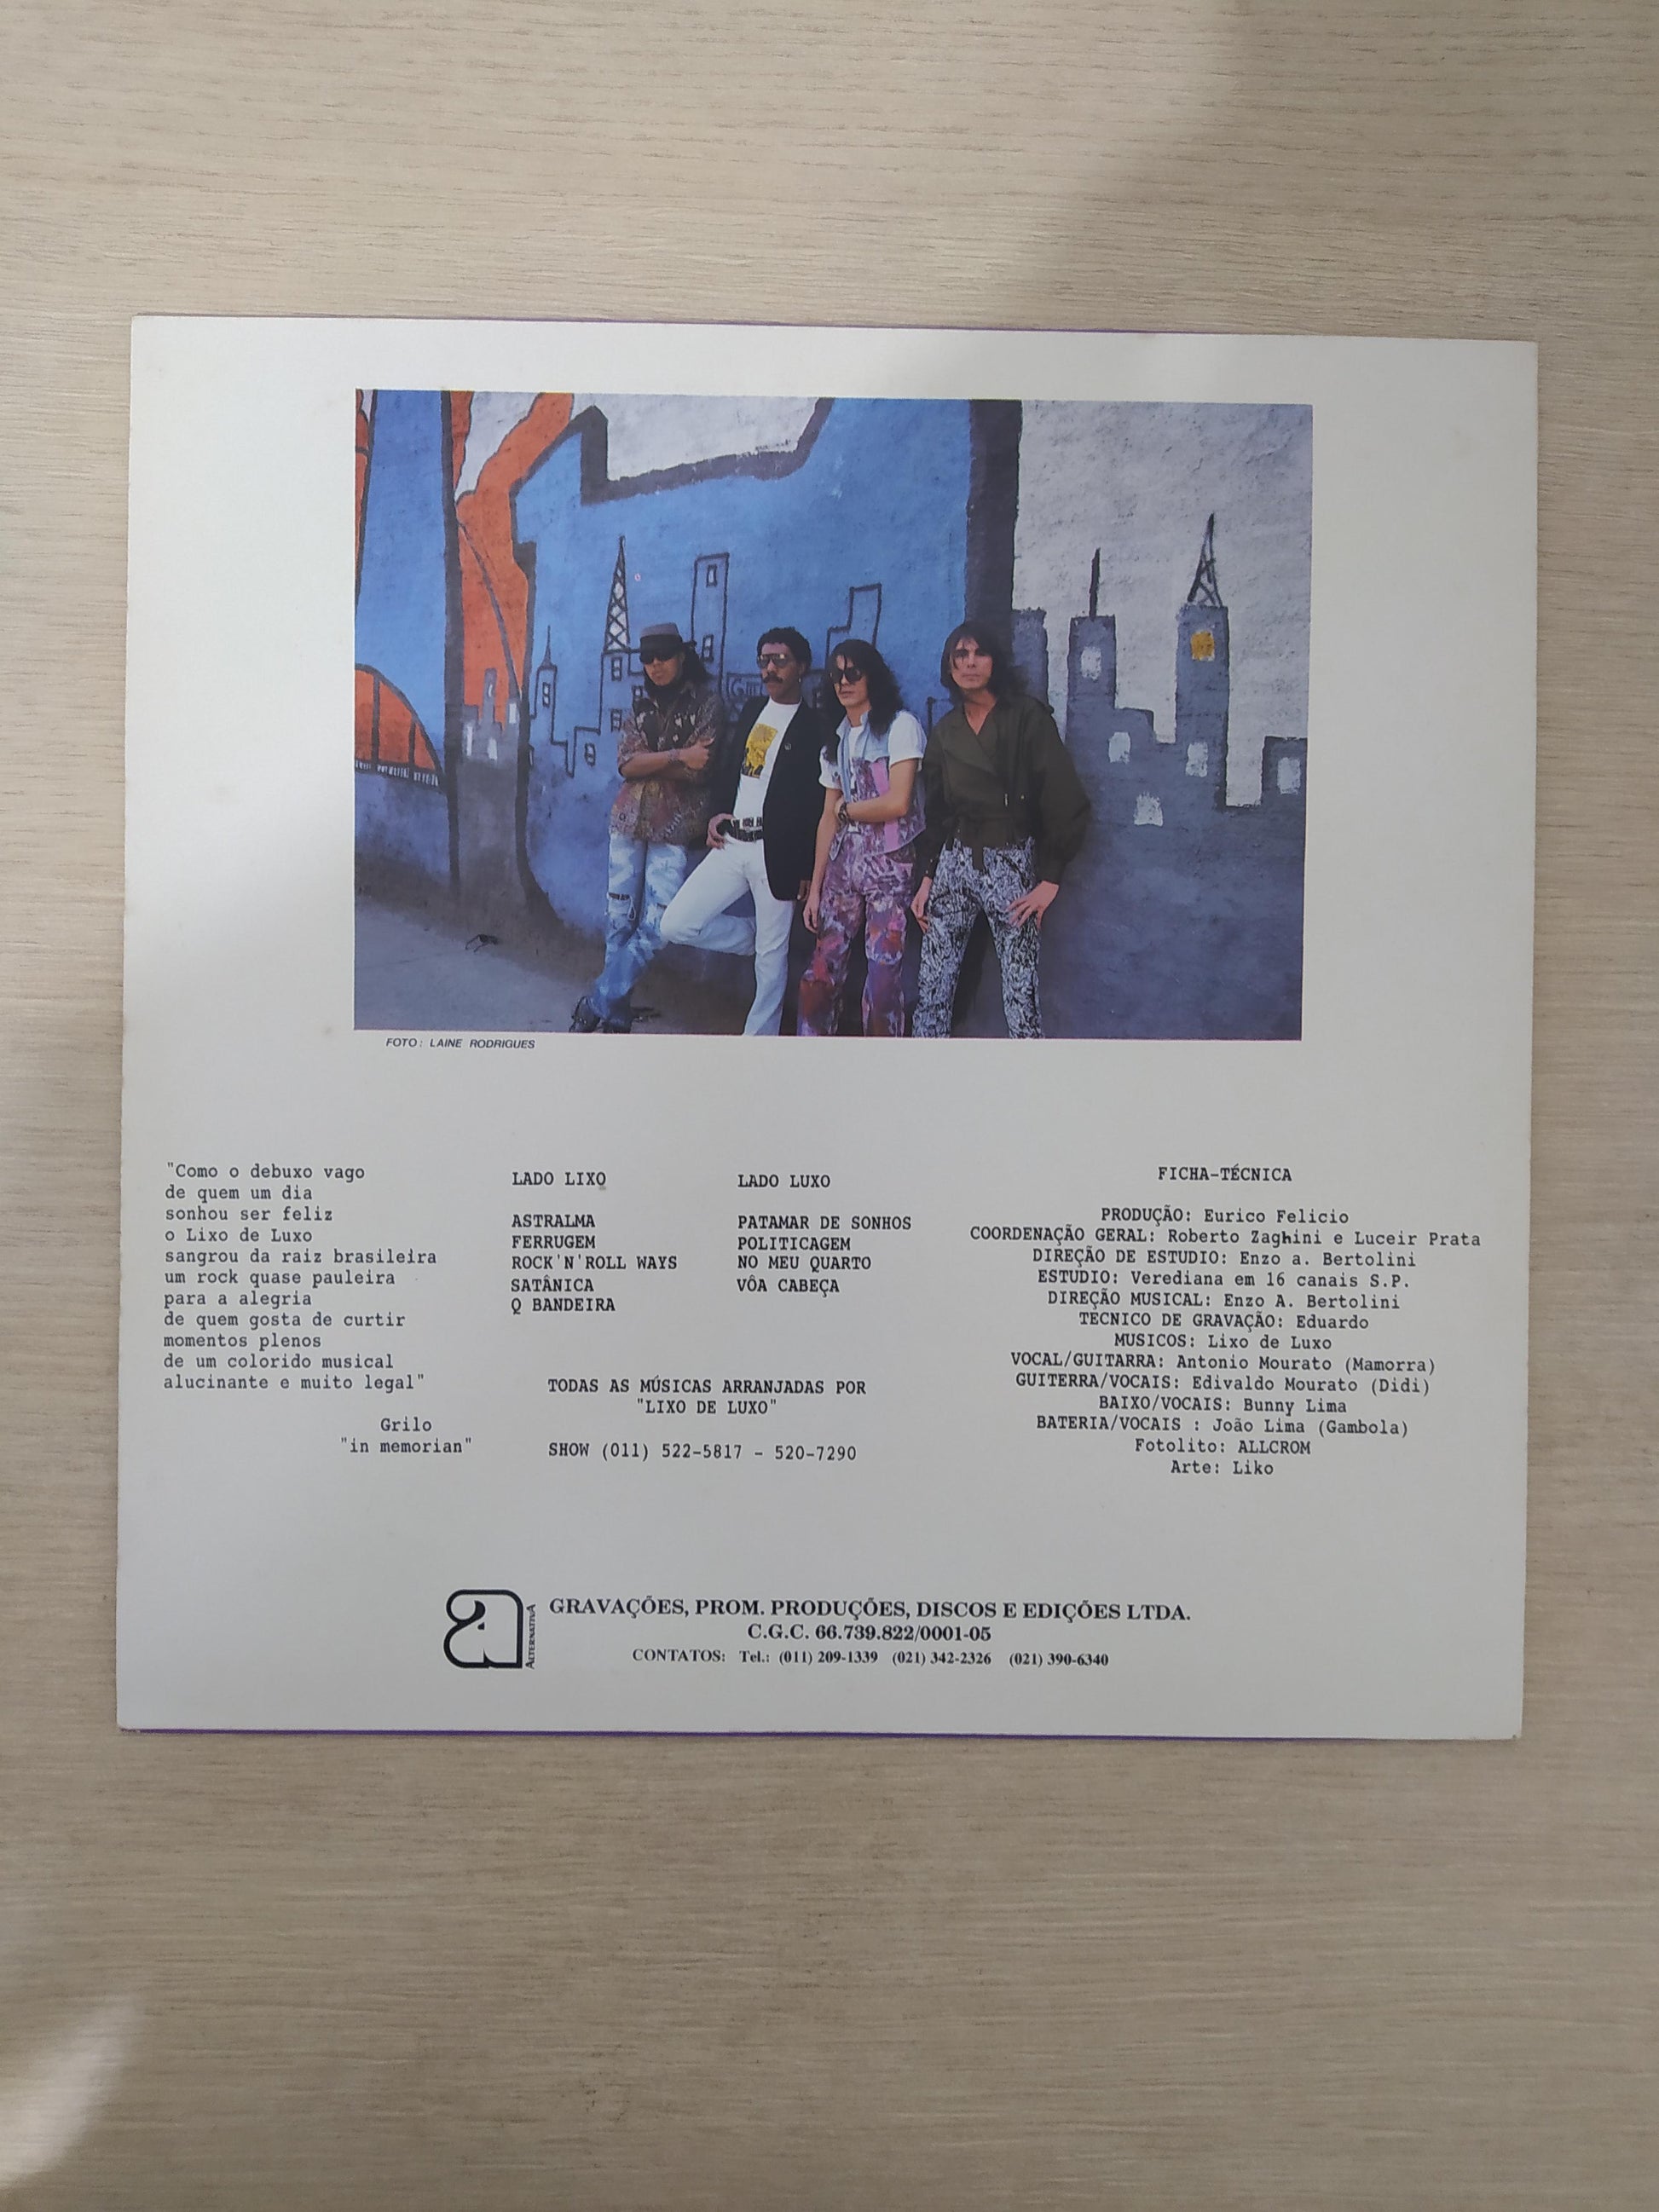 FOTO: LAINE RODRIGUES
"Como o debuxo vago
de quem um dia
sonhou ser feliz
o Lixo de Luxo
sangrou da raiz brasileira
um rock quase pauleira
para a alegria
de quem gosta de curtir
momentos plenos
de um colorido musical
alucinante e muito legal"
Grilo
"in memorian"
LADO LIXO
ASTRALMA
FERRUGEM
ROCK'N'ROLL WAYS
SATÂNICA
Q BANDEIRA
LADO LUXO
PATAMAR DE SONHOS
POLITICAGEM
NO MEU QUARTO
VÔA CABEÇA
TODAS AS MÚSICAS ARRANJADAS POR
"LIXO DE LUXO"
SHOW (011) 522-5817 - 520-7290
FICHA-TÉCNICA
PRODUÇÃO: Eurico Felicio
COORDENAÇÃO GERAL: Roberto Zaghini e Luceir Prata
DIREÇÃO DE ESTUDIO: Enzo a. Bertolini
ESTUDIO: Verediana em 16 canais S.P.
DIREÇÃO MUSICAL: Enzo A. Bertolini
TECNICO DE GRAVAÇÃO: Eduardo
MUSICOS: Lixo de Luxo
VOCAL/GUITARRA: Antonio Mourato (Mamorra)
GUITERRA/VOCAIS: Edivaldo Mourato (Didi)
BAIXO/VOCAIS: Bunny Lima
BATERIA/VOCAIS : João Lima (Gambola)
Fotolito: ALLCROM
Arte: Liko
a
ALTERNATIVA
GRAVAÇÕES, PROM. PRODUÇÕES, DISCOS E EDIÇÕES LTDA.
C.G.C. 66.739.822/0001-05
CONTATOS: Tel.: (011) 209-1339 (021) 342-2326 (021) 390-6340